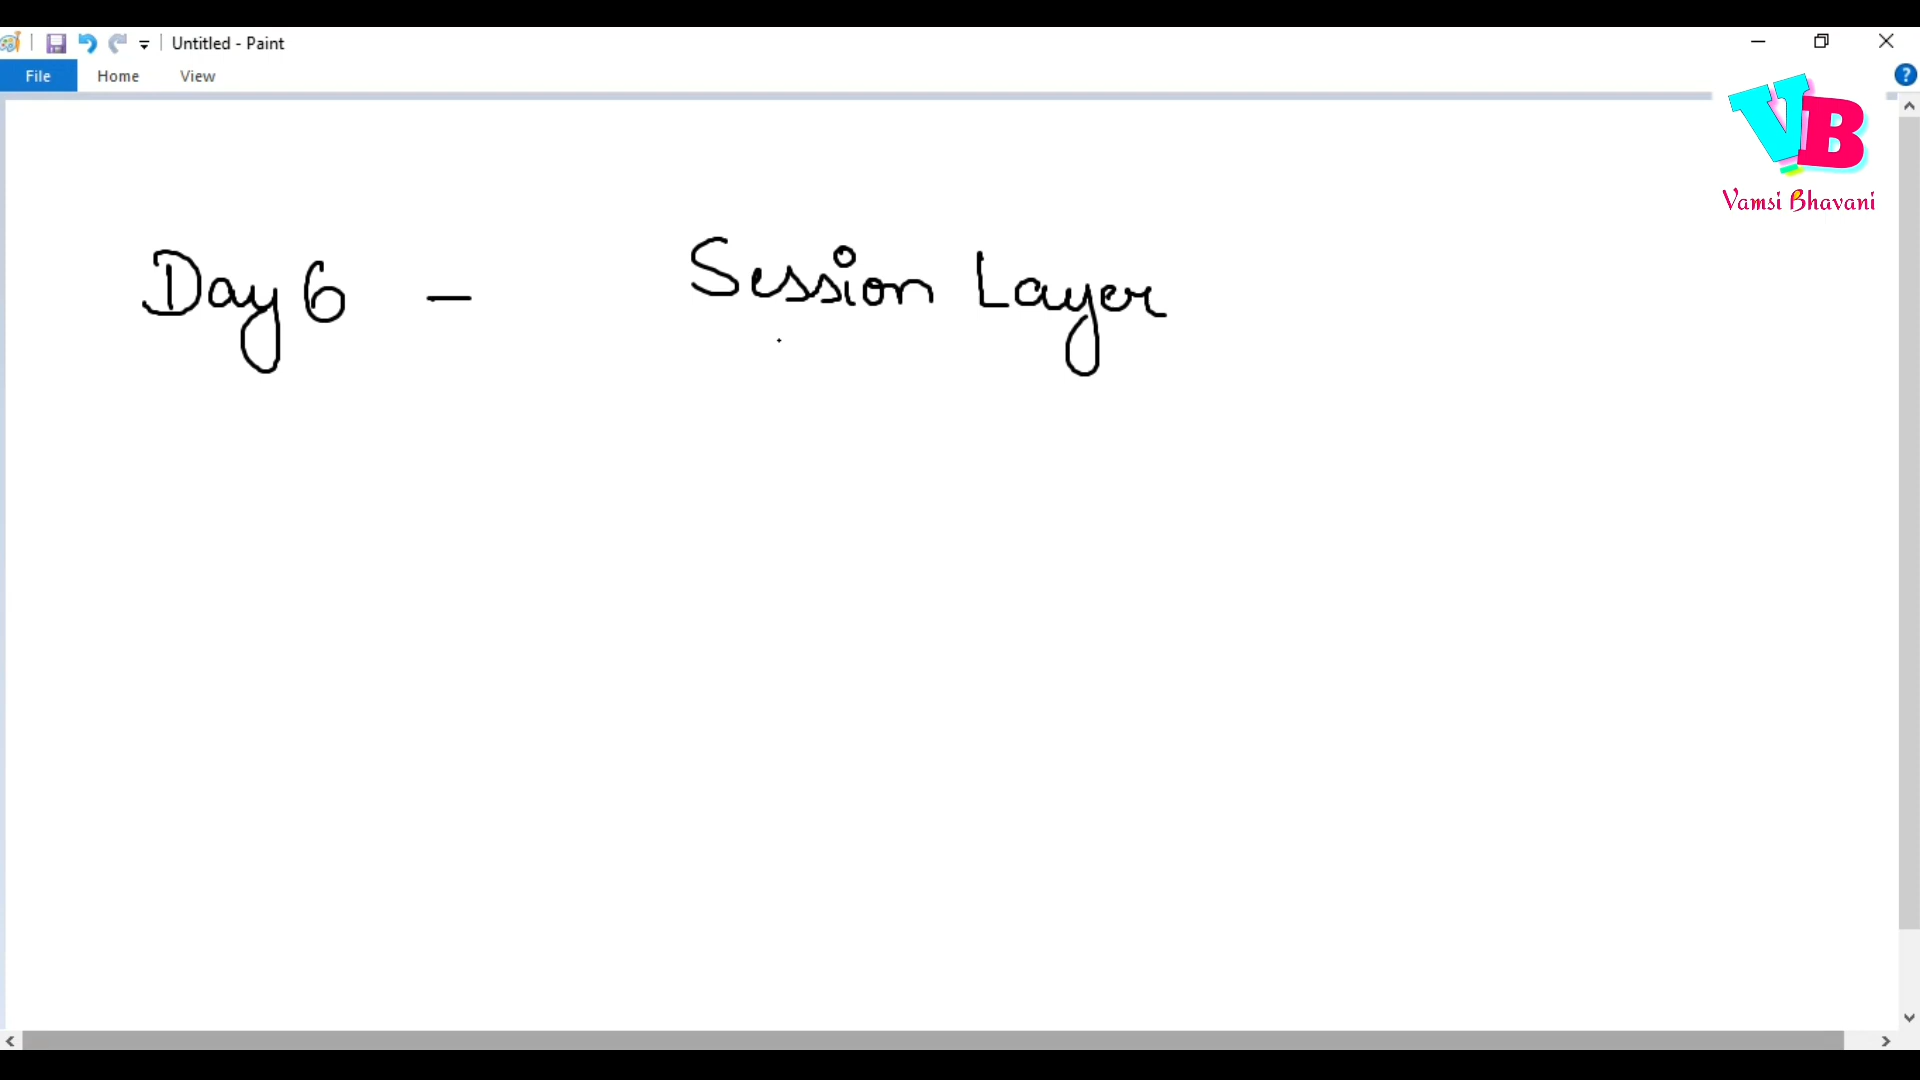 Untitled - Paint
File Home View
VB
Vamsi Bhavani
Day 6 - Session Layer